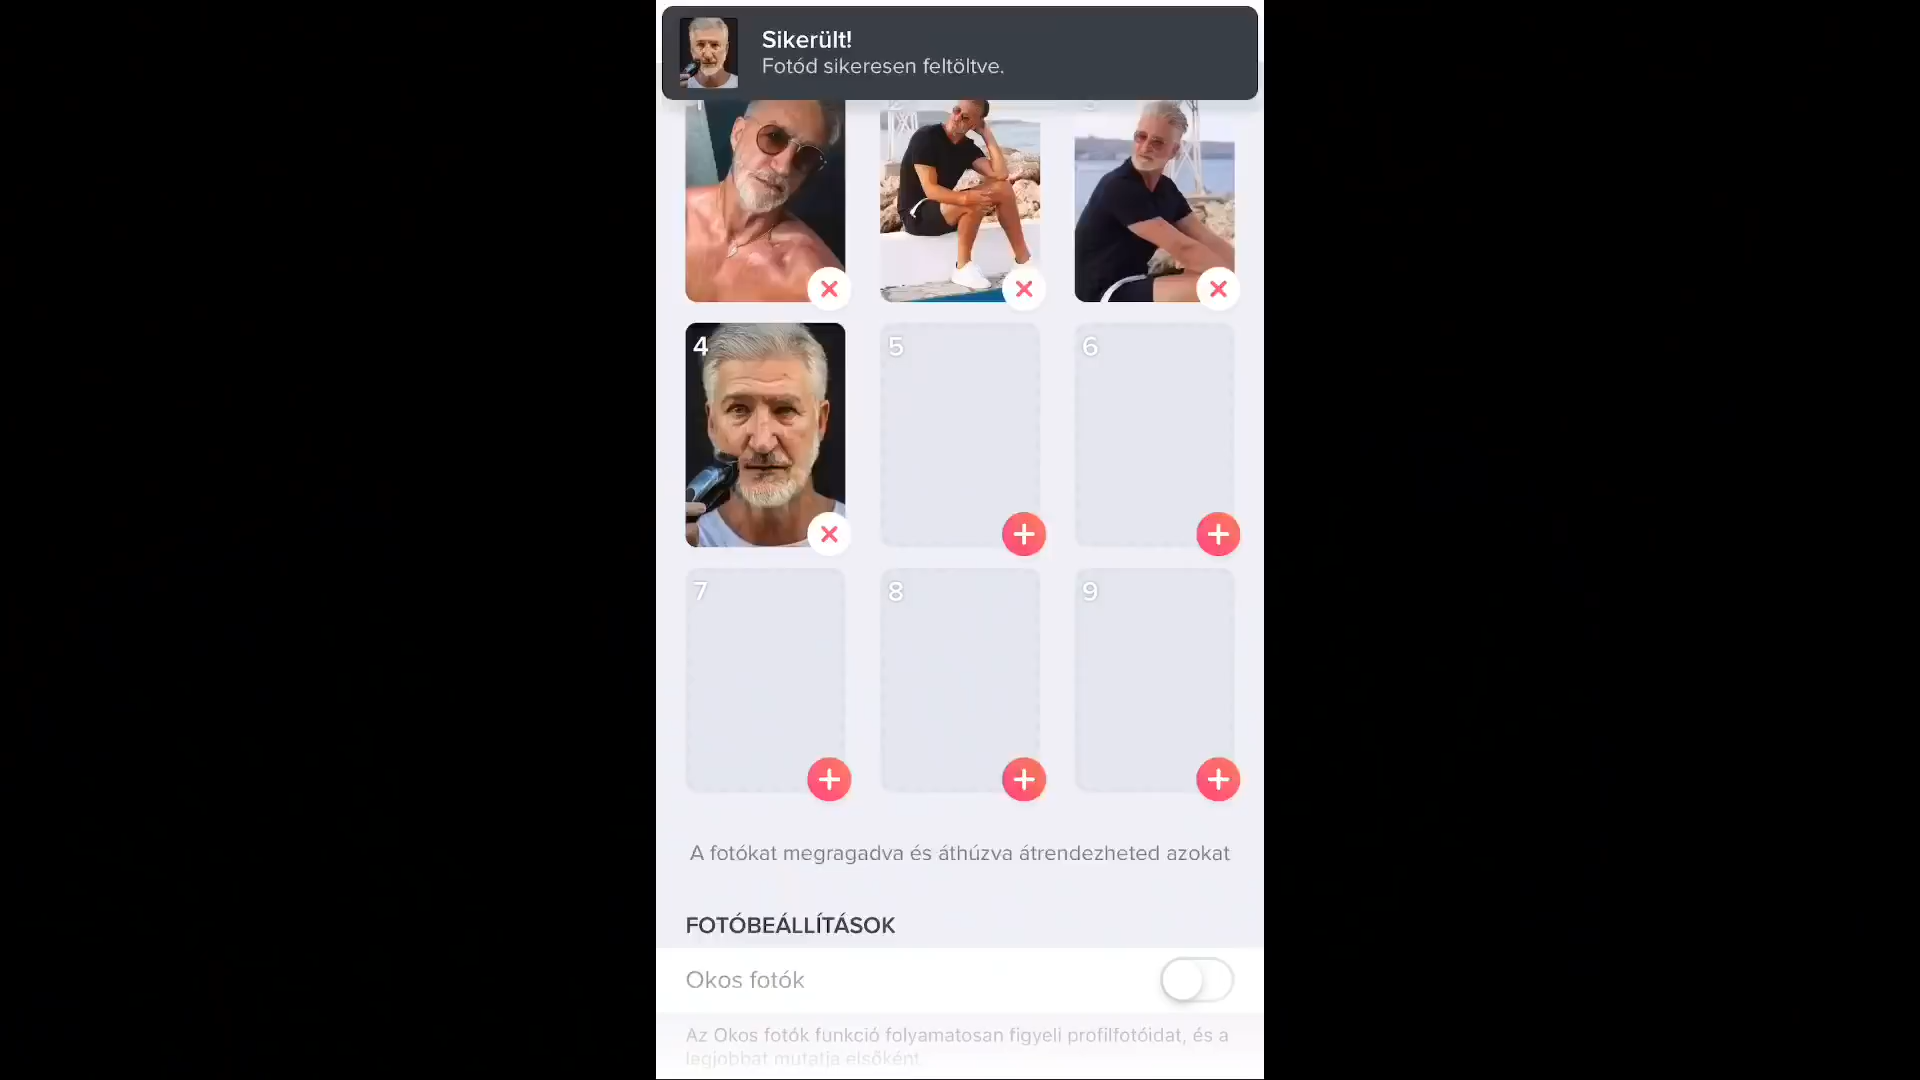 Sikerült!
Fotód sikeresen feltöltve.
4
5
6
7
8
9
A fotókat megragadva és áthúzva átrendezheted azokat
FOTÓBEÁLLÍTÁSOK
Okos fotók
Az Okos fotók funkció folyamatosan figyeli profilfotóidat, és a
legjobbat mutatja elsőként.